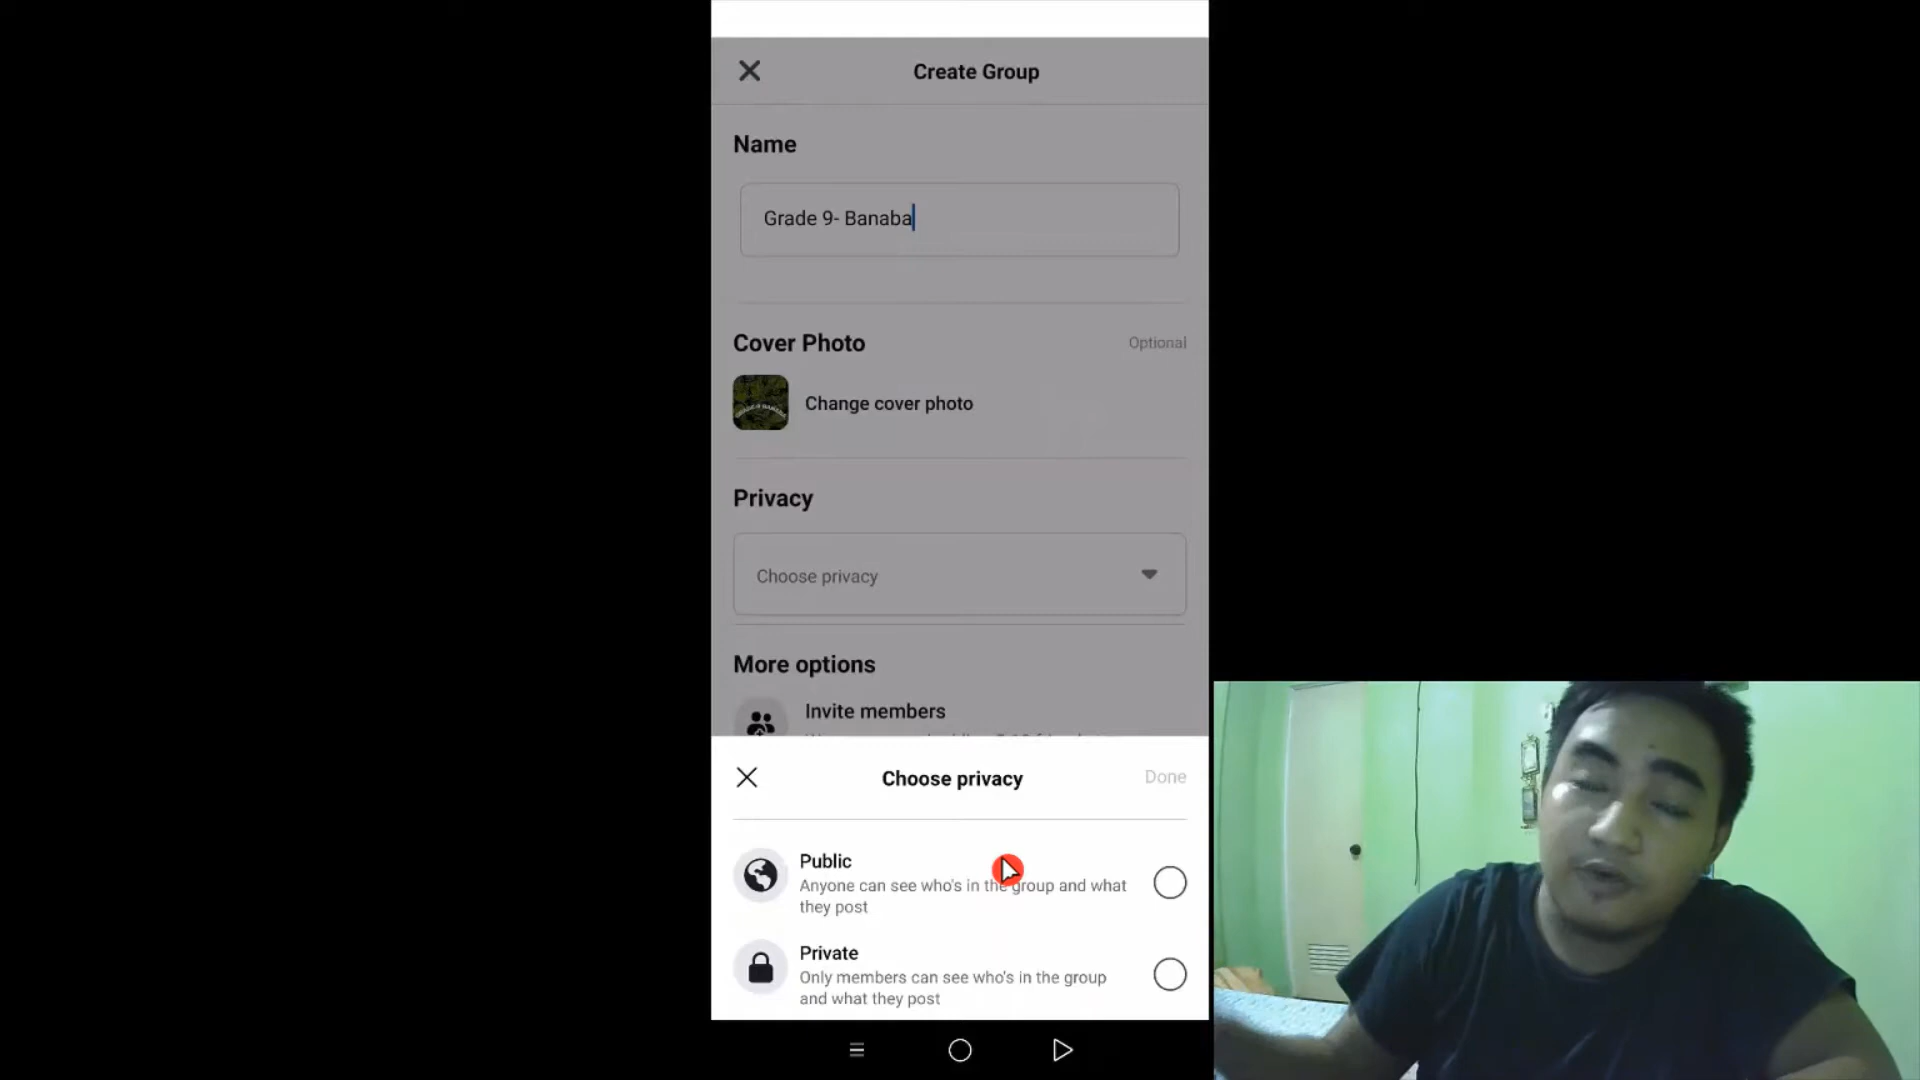 Create Group
Name
Grade 9- Banaba
Cover Photo
Optional
Change cover photo
Privacy
Choose privacy
More options
Invite members
Choose privacy
Done
Public
Anyone can see who's in the group and what
they post
Private
Only members can see who's in the group
and what they post